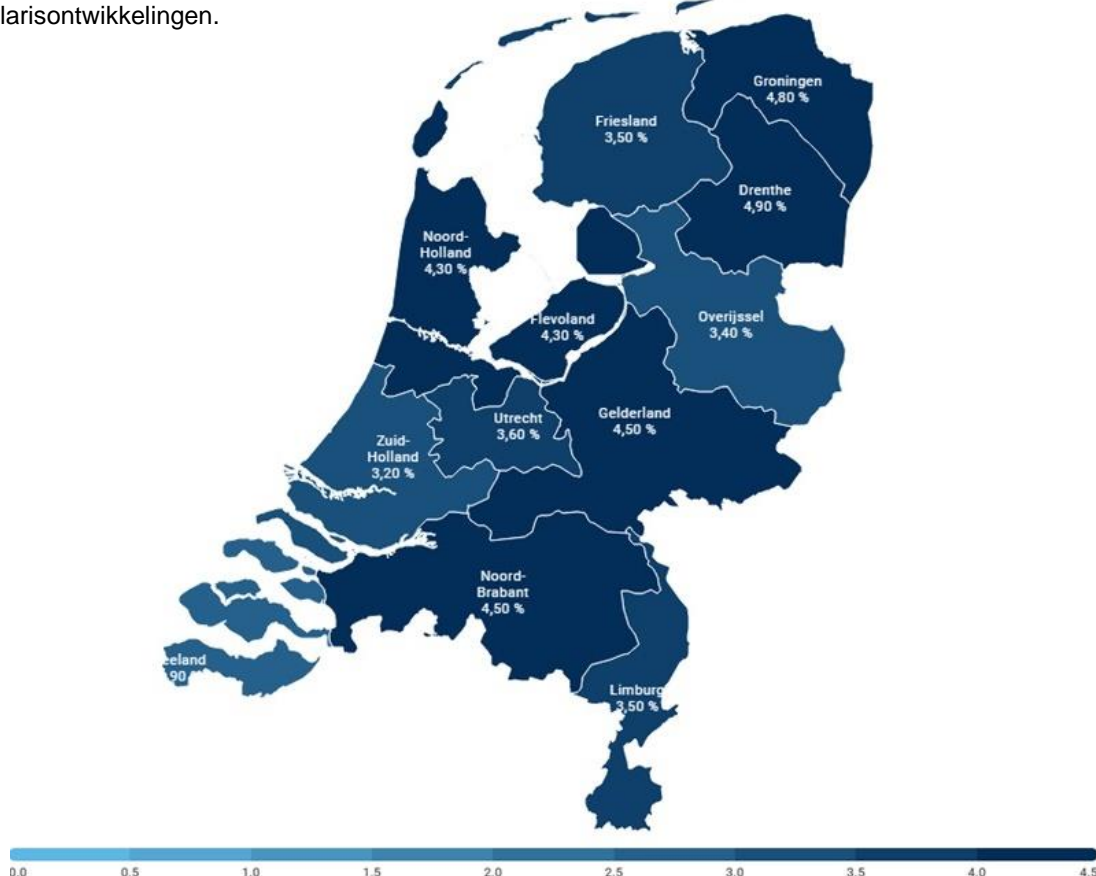 larisontwikkelingen.
Groningen
4,80 %
Friesland
3,50 %
Drenthe
4,90 %
Noord-
Holland
4,30 %
Flevoland
4,30 %
Overijssel
3,40 %
Utrecht
3,60 %
Gelderland
4,50 %
Zuid-
Holland
3,20 %
Noord-
Brabant
4,50 %
eeland
,90
Limburg
3,50 %
0.0 0.5 1.0 1.5 2.0 2.5 3.0 3.5 4.0 4.5